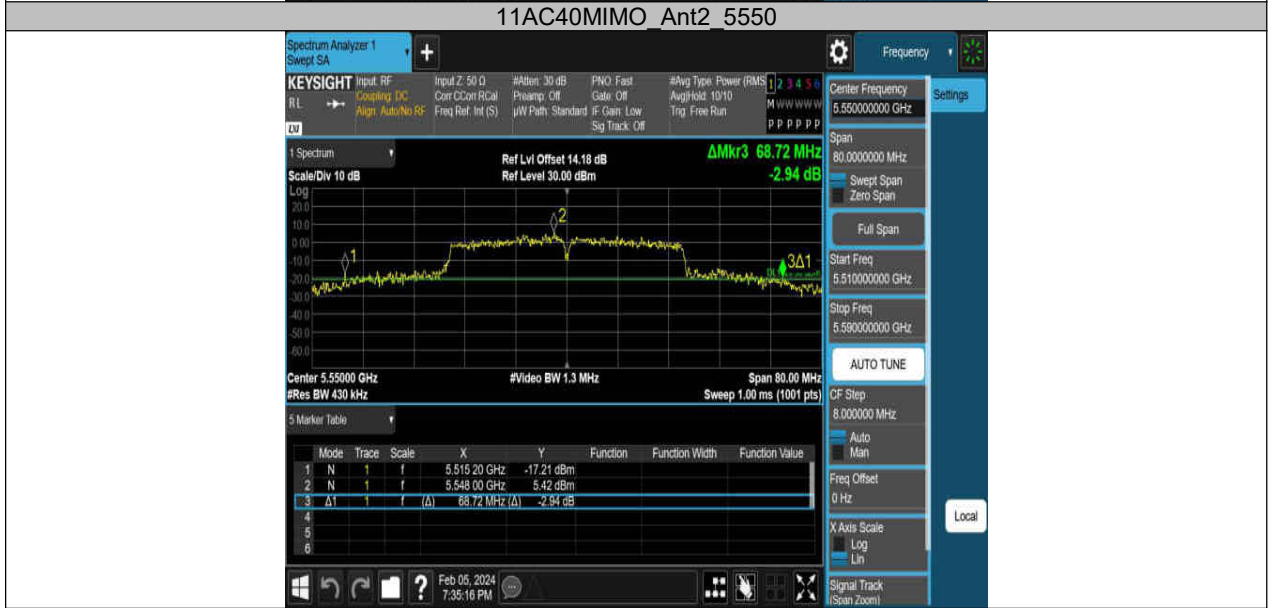 11AC40MIMO_Ant2_5550
Spectrum Analyzer 1
Swept SA
+
Frequency
KEYSIGHT
RL
Input: RF
Coupling: DC
Align: Auto/No RF
Input Z: 50 Ω
Corr CCorr RCal
Freq Ref: Int (S)
#Atten: 30 dB
Preamp: Off
µW Path: Standard
PNO: Fast
Gate: Off
IF Gain: Low
Sig Track: Off
#Avg Type: Power (RMS
Avg|Hold: 10/10
Trig: Free Run
1 2 3 4 5 6
M W W W W W
P P P P P P
1 Spectrum
Scale/Div 10 dB
Ref Lvl Offset 14.18 dB
Ref Level 30.00 dBm
ΔMkr3 68.72 MHz
-2.94 dB
Log
20.0
10.0
0.00
-10.0
-20.0
-30.0
-40.0
-50.0
-60.0
1
2
3Δ1
Center 5.55000 GHz
#Res BW 430 kHz
#Video BW 1.3 MHz
Span 80.00 MHz
Sweep 1.00 ms (1001 pts)
5 Marker Table
Mode Trace Scale X Y Function Function Width Function Value
1 N 1 f 5.515 20 GHz -17.21 dBm
2 N 1 f 5.548 00 GHz 5.42 dBm
3 Δ1 1 f (Δ) 68.72 MHz (Δ) -2.94 dB
4
5
6
Feb 05, 2024
7:35:16 PM
?
Center Frequency
5.550000000 GHz
Settings
Span
80.0000000 MHz
Swept Span
Zero Span
Full Span
Start Freq
5.510000000 GHz
Stop Freq
5.590000000 GHz
AUTO TUNE
CF Step
8.000000 MHz
Auto
Man
Freq Offset
0 Hz
X Axis Scale
Log
Lin
Local
Signal Track
(Span Zoom)